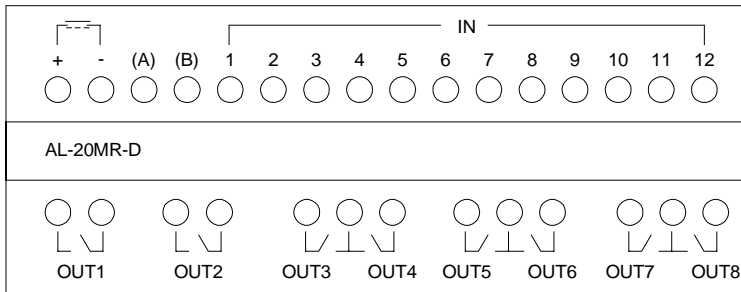 IN
+ - (A) (B) 1 2 3 4 5 6 7 8 9 10 11 12
AL-20MR-D
OUT1 OUT2 OUT3 OUT4 OUT5 OUT6 OUT7 OUT8